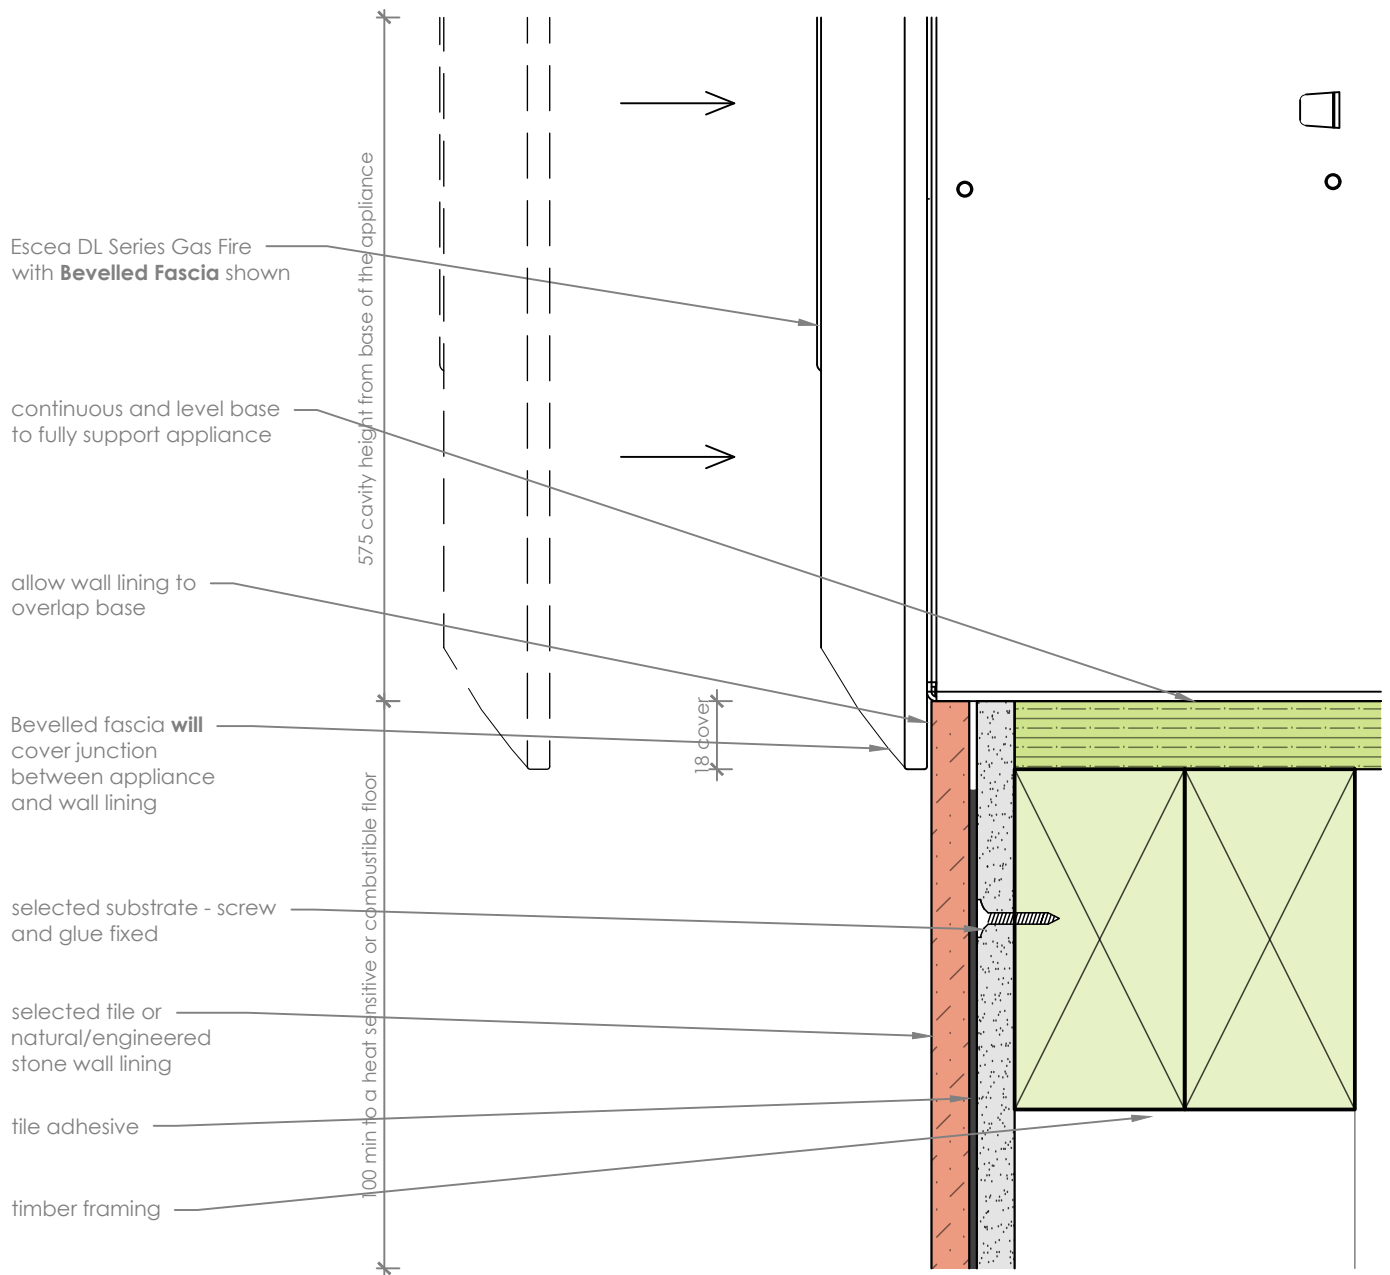 Escea DL Series Gas Fire
with Bevelled Fascia shown
continuous and level base
to fully support appliance
allow wall lining to
overlap base
Bevelled fascia will
cover junction
between appliance
and wall lining
selected substrate - screw
and glue fixed
selected tile or
natural/engineered
stone wall lining
tile adhesive
timber framing
575 cavity height from base of the appliance
100 min to a heat sensitive or combustible floor
18 cover